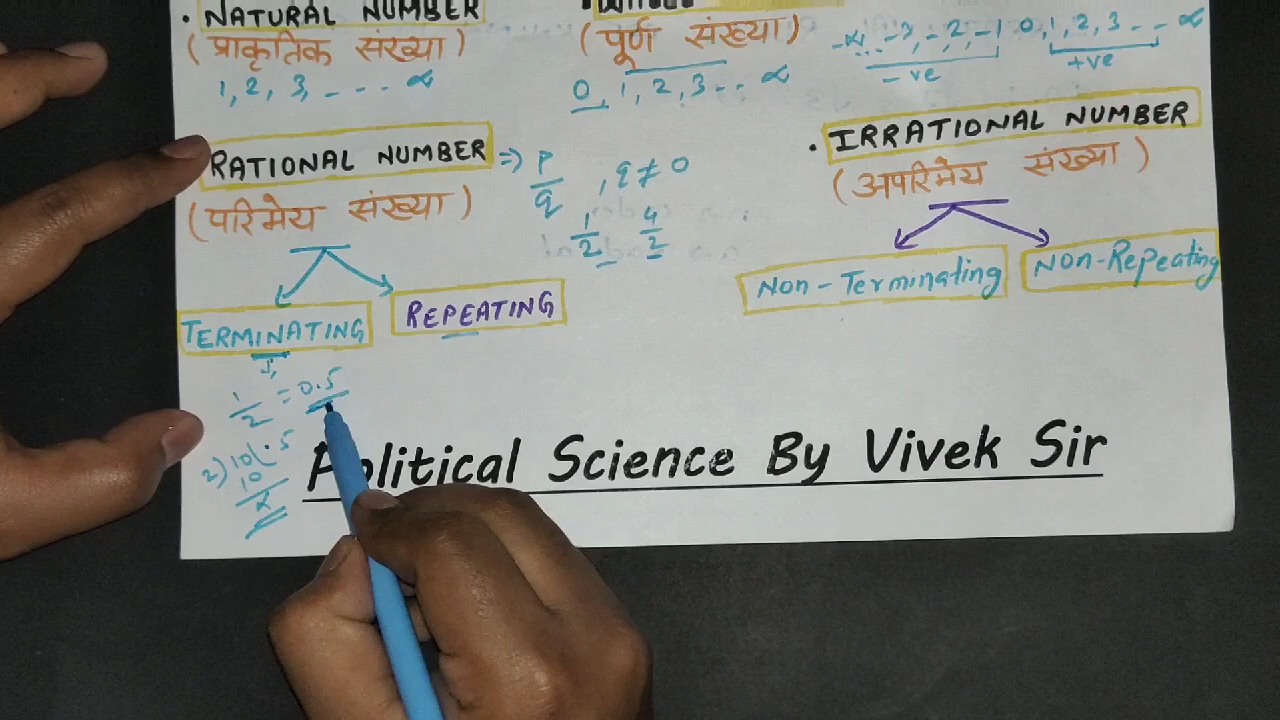 . NATURAL NUMBER
(प्राकृतिक संख्या)
1, 2, 3, - - - - ∝
(पूर्ण संख्या)
0, 1, 2, 3 - - - ∝
-∝... -3, -2, -1 0, 1, 2, 3 - - - ∝
-ve +ve
RATIONAL NUMBER => p/q , q ≠ 0
(परिमेय संख्या)
1/2 4/2
TERMINATING REPEATING
1/2 = 0.5
2) 10 ( .5
10
x
. IRRATIONAL NUMBER
(अपरिमेय संख्या)
Non-Terminating Non-Repeating
Political Science By Vivek Sir